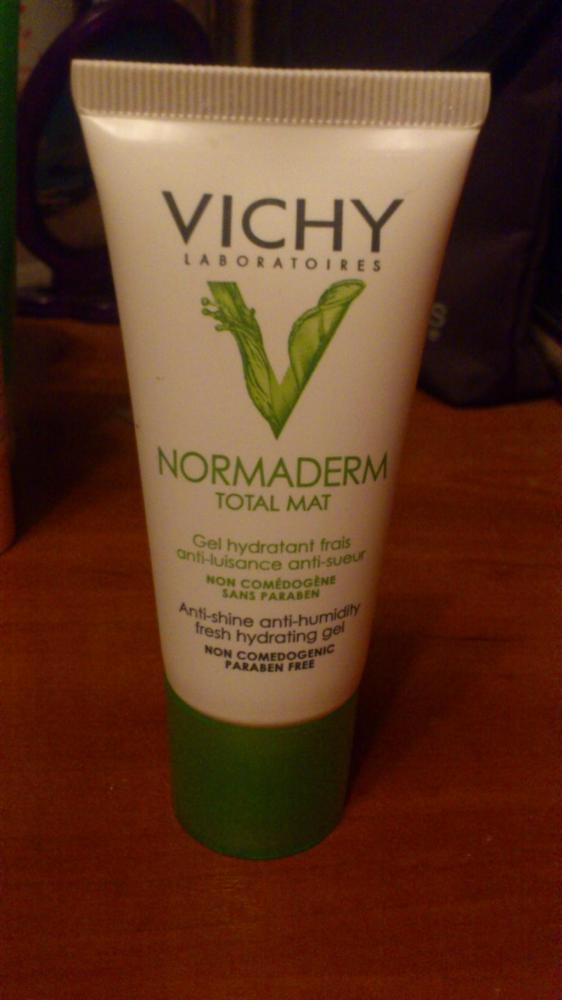 VICHY
LABORATOIRES
NORMADERM
TOTAL MAT
Gel hydratant frais
anti-luisance anti-sueur
NON COMÉDOGÈNE
SANS PARABEN
Anti-shine anti-humidity
fresh hydrating gel
NON COMEDOGENIC
PARABEN FREE